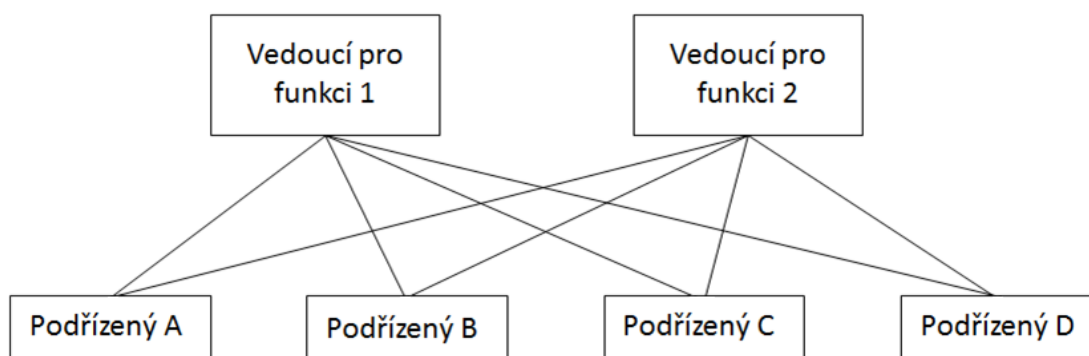 Vedoucí pro
funkci 1
Vedoucí pro
funkci 2
Podřízený A
Podřízený B
Podřízený C
Podřízený D